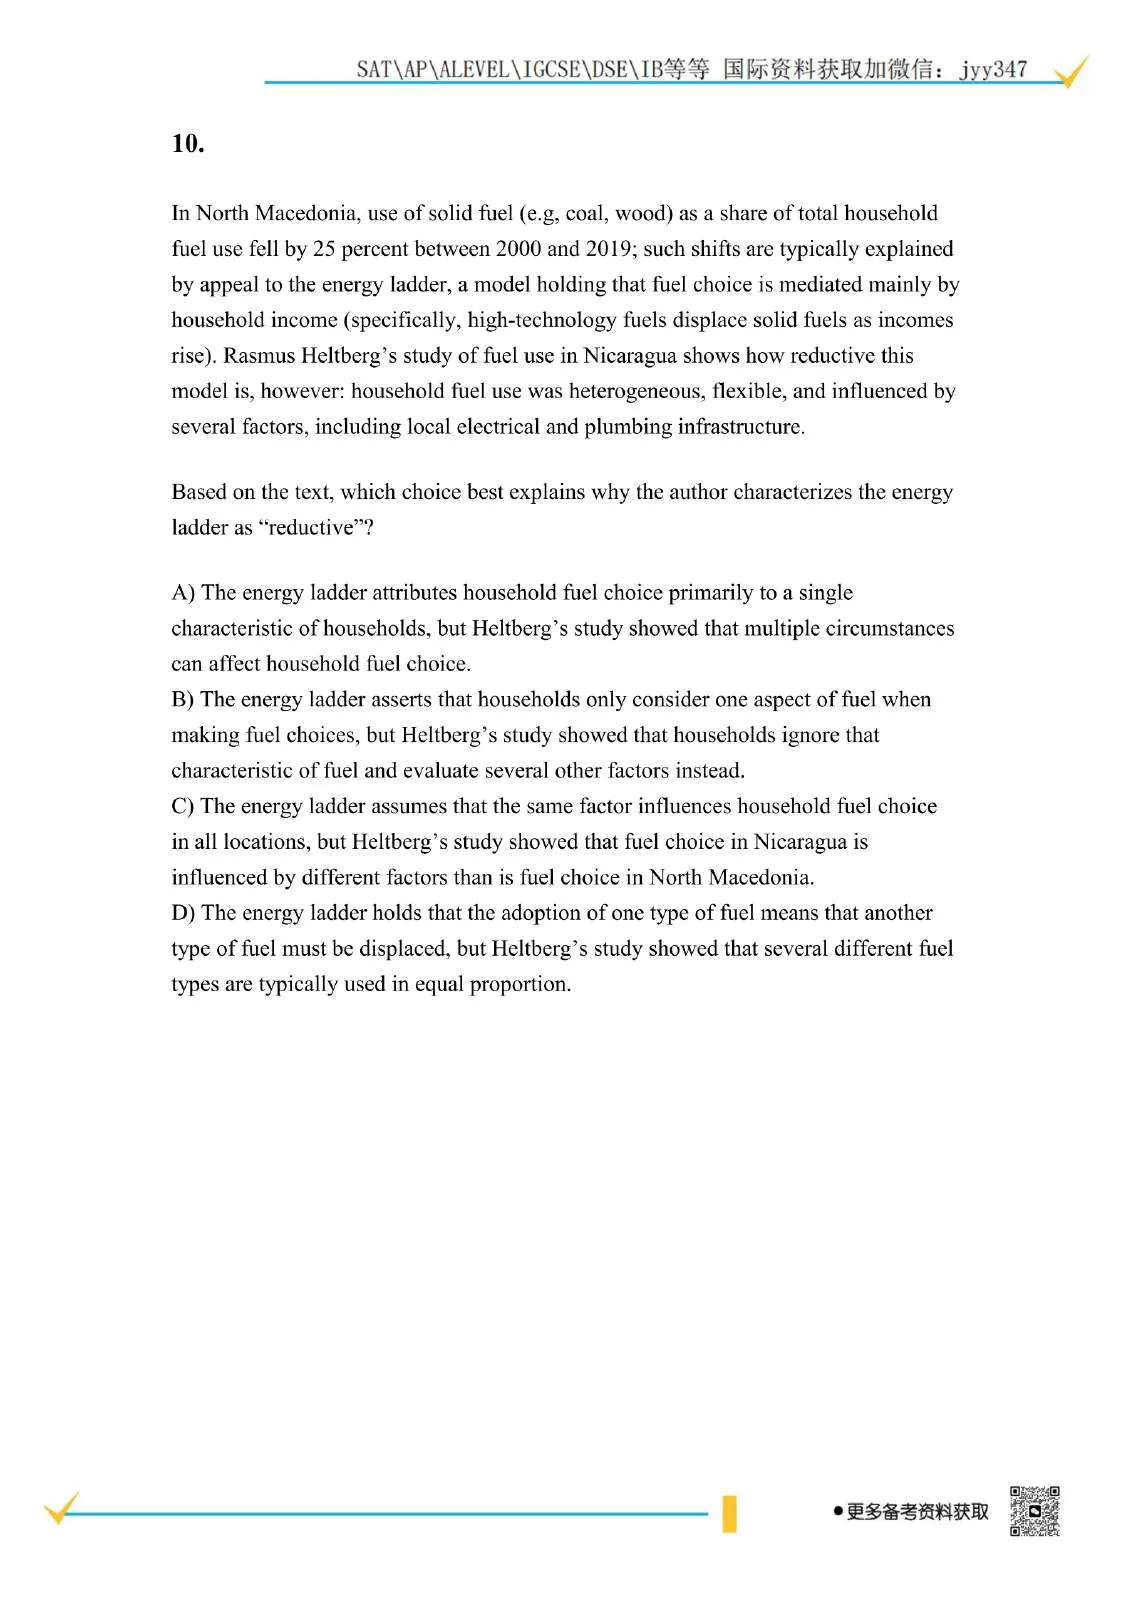 SAT\AP\ALEVEL\IGCSE\DSE\IB等等 国际资料获取加微信：jyy347
10.
In North Macedonia, use of solid fuel (e.g, coal, wood) as a share of total household
fuel use fell by 25 percent between 2000 and 2019; such shifts are typically explained
by appeal to the energy ladder, a model holding that fuel choice is mediated mainly by
household income (specifically, high-technology fuels displace solid fuels as incomes
rise). Rasmus Heltberg’s study of fuel use in Nicaragua shows how reductive this
model is, however: household fuel use was heterogeneous, flexible, and influenced by
several factors, including local electrical and plumbing infrastructure.
Based on the text, which choice best explains why the author characterizes the energy
ladder as “reductive”?
A) The energy ladder attributes household fuel choice primarily to a single
characteristic of households, but Heltberg’s study showed that multiple circumstances
can affect household fuel choice.
B) The energy ladder asserts that households only consider one aspect of fuel when
making fuel choices, but Heltberg’s study showed that households ignore that
characteristic of fuel and evaluate several other factors instead.
C) The energy ladder assumes that the same factor influences household fuel choice
in all locations, but Heltberg’s study showed that fuel choice in Nicaragua is
influenced by different factors than is fuel choice in North Macedonia.
D) The energy ladder holds that the adoption of one type of fuel means that another
type of fuel must be displaced, but Heltberg’s study showed that several different fuel
types are typically used in equal proportion.
●更多备考资料获取